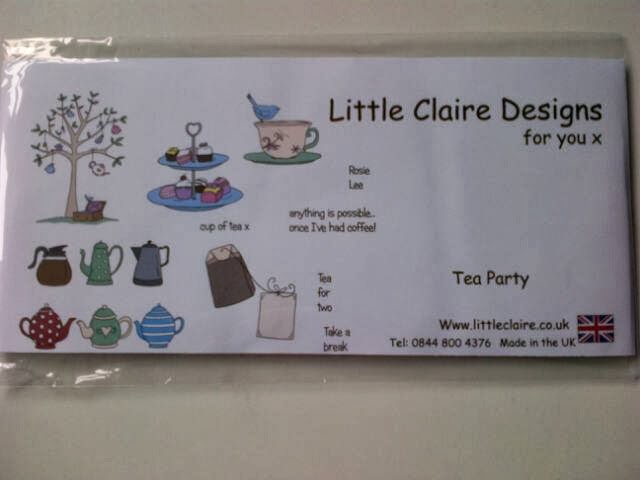 Little Claire Designs
for you x
Rosie
Lee
cup of tea x
anything is possible..
once I've had coffee!
Tea
for
two
Tea Party
Take a
break
Www.littleclaire.co.uk
Tel: 0844 800 4376 Made in the UK